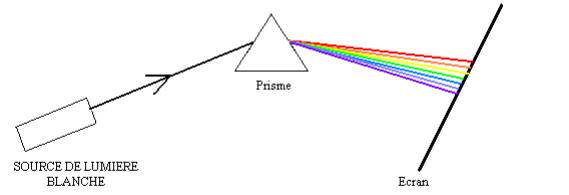 Prisme
SOURCE DE LUMIERE
BLANCHE
Ecran